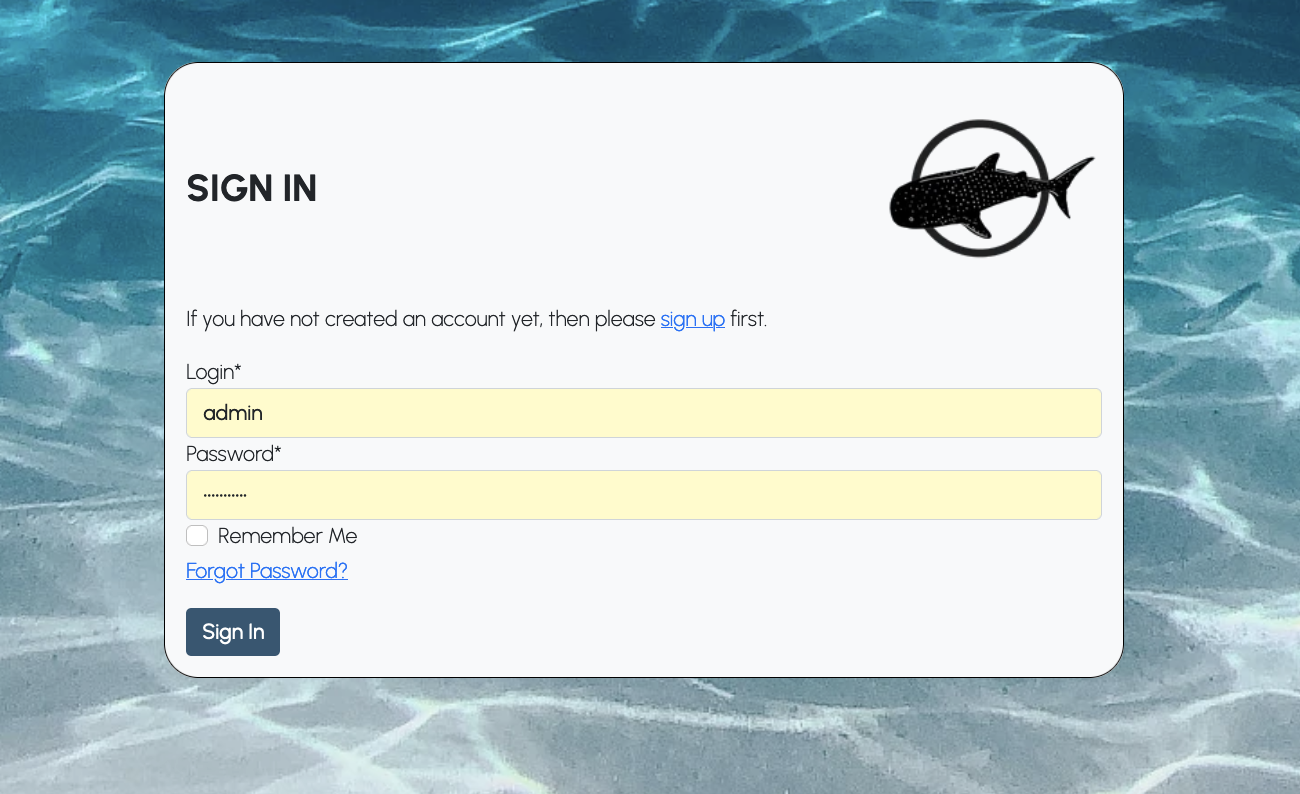 SIGN IN
If you have not created an account yet, then please sign up first.
Login*
admin
Password*
•••••••••••
Remember Me
Forgot Password?
Sign In